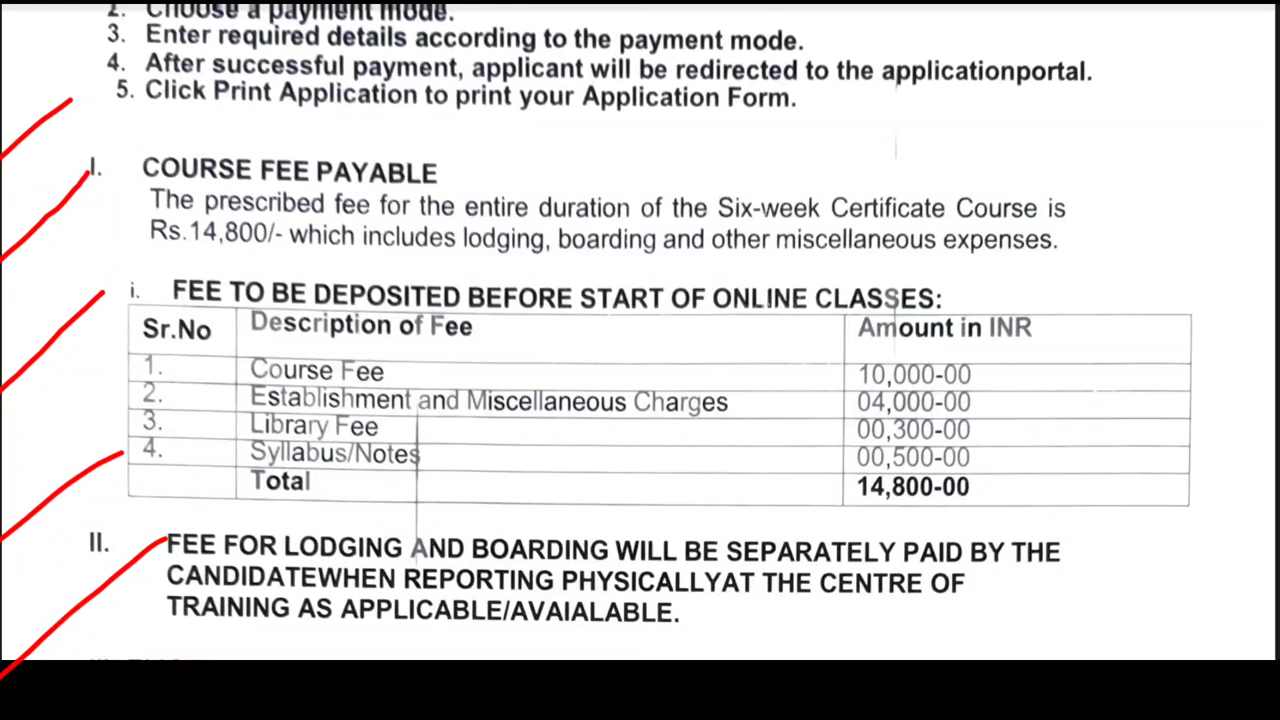 2. Choose a payment mode.
3. Enter required details according to the payment mode.
4. After successful payment, applicant will be redirected to the applicationportal.
5. Click Print Application to print your Application Form.
I. COURSE FEE PAYABLE
The prescribed fee for the entire duration of the Six-week Certificate Course is
Rs.14,800/- which includes lodging, boarding and other miscellaneous expenses.
i. FEE TO BE DEPOSITED BEFORE START OF ONLINE CLASSES:
Sr.No Description of Fee Amount in INR
1. Course Fee 10,000-00
2. Establishment and Miscellaneous Charges 04,000-00
3. Library Fee 00,300-00
4. Syllabus/Notes 00,500-00
Total 14,800-00
II. FEE FOR LODGING AND BOARDING WILL BE SEPARATELY PAID BY THE
CANDIDATEWHEN REPORTING PHYSICALLYAT THE CENTRE OF
TRAINING AS APPLICABLE/AVAIALABLE.